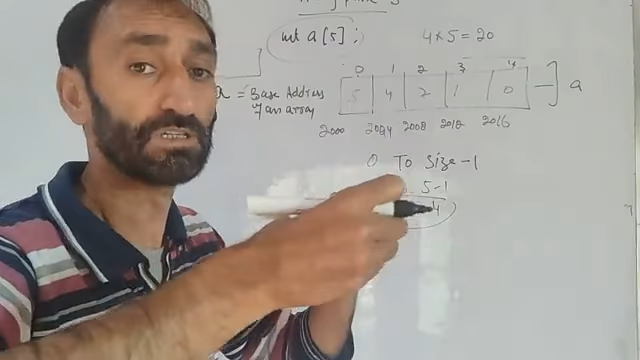 int a[5];
4*5=20
0 1 2 3 4
a = Base Address of an array
5 4 2 1 0 a
2000 2004 2008 2012 2016
0 To Size-1
5-1
4